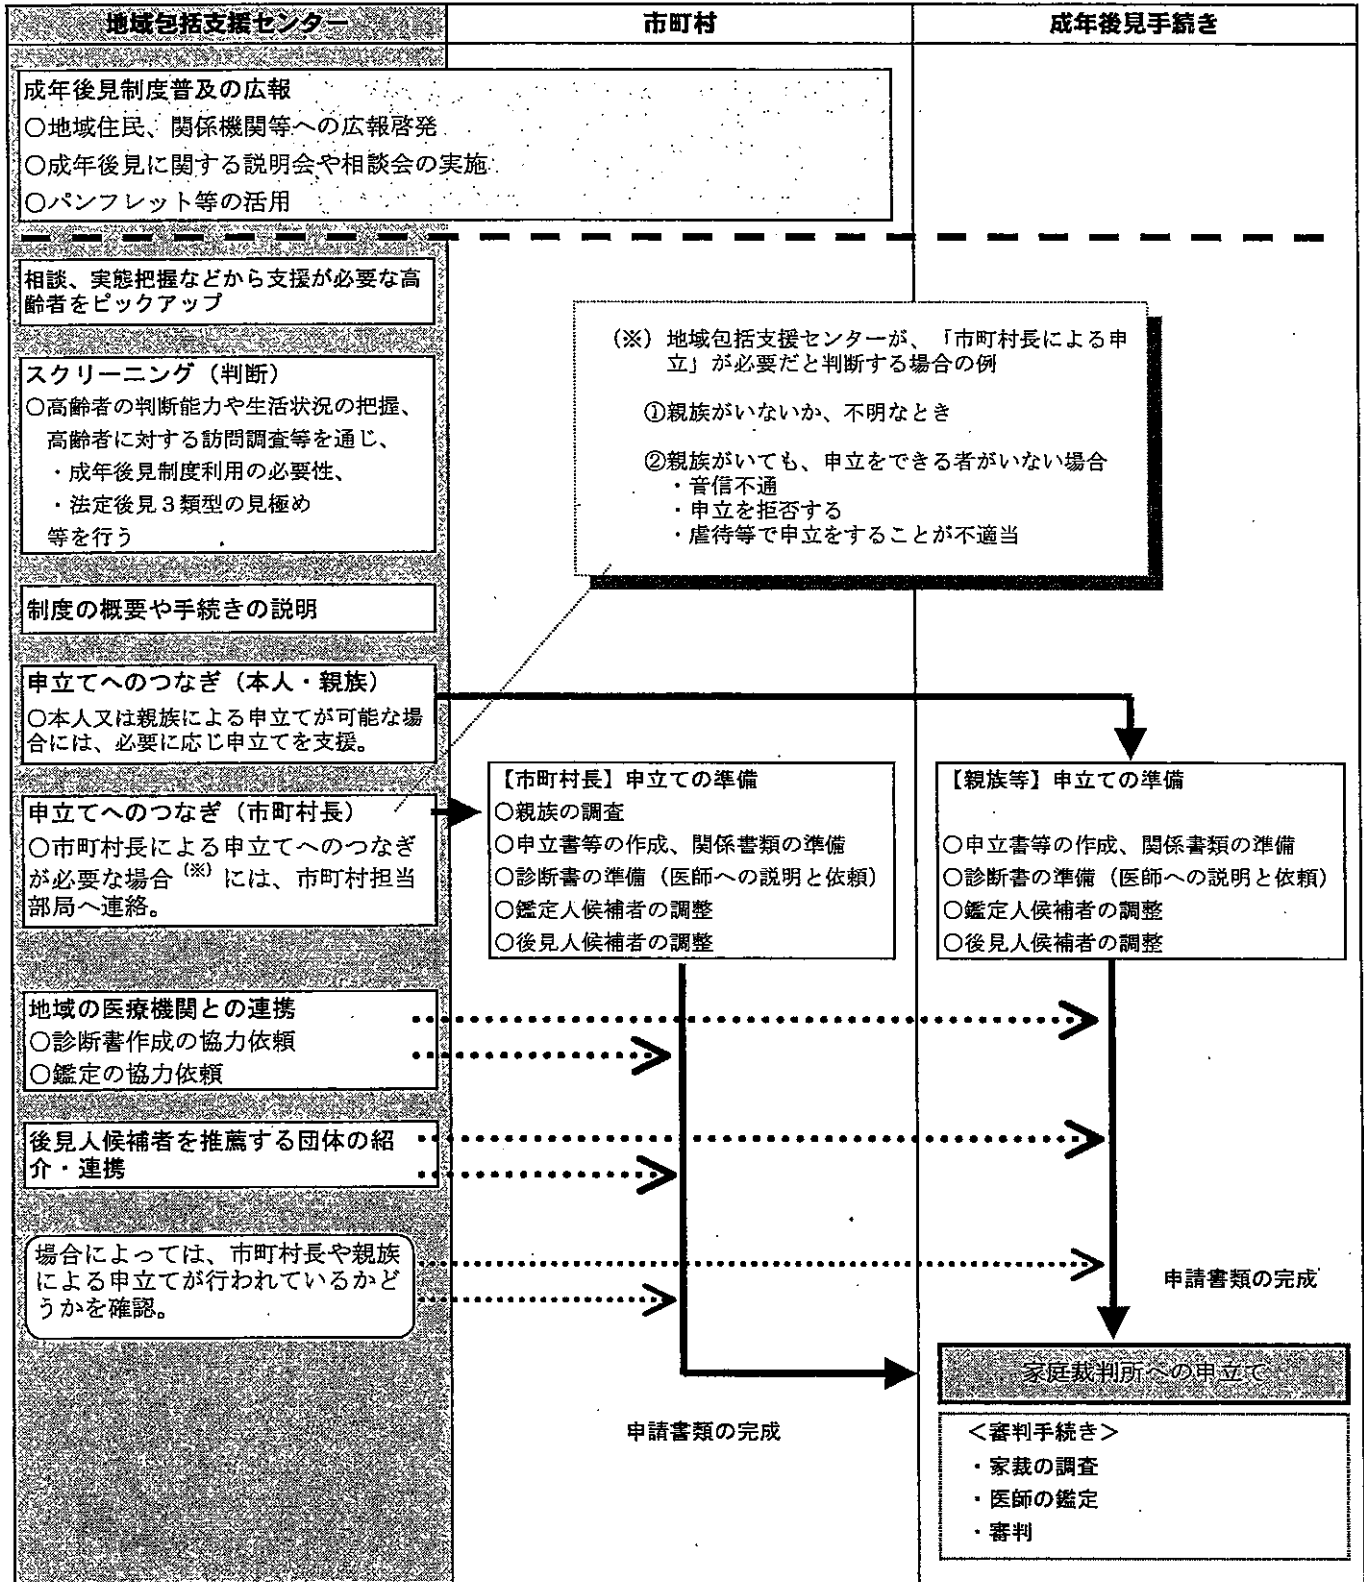 地域包括支援センター
市町村
成年後見手続き
成年後見制度普及の広報
○地域住民、関係機関等への広報啓発
○成年後見に関する説明会や相談会の実施
○パンフレット等の活用
相談、実態把握などから支援が必要な高
齢者をピックアップ
(※) 地域包括支援センターが、「市町村長による申
立」が必要だと判断する場合の例
①親族がいないか、不明なとき
②親族がいても、申立をできる者がいない場合
・音信不通
・申立を拒否する
・虐待等で申立をすることが不適当
スクリーニング（判断）
○高齢者の判断能力や生活状況の把握、
高齢者に対する訪問調査等を通じ、
・成年後見制度利用の必要性、
・法定後見３類型の見極め
等を行う
制度の概要や手続きの説明
申立てへのつなぎ（本人・親族）
○本人又は親族による申立てが可能な場
合には、必要に応じ申立てを支援。
申立てへのつなぎ（市町村長）
○市町村長による申立てへのつなぎ
が必要な場合（※）には、市町村担当
部局へ連絡。
【市町村長】申立ての準備
○親族の調査
○申立書等の作成、関係書類の準備
○診断書の準備（医師への説明と依頼）
○鑑定人候補者の調整
○後見人候補者の調整
【親族等】申立ての準備
○申立書等の作成、関係書類の準備
○診断書の準備（医師への説明と依頼）
○鑑定人候補者の調整
○後見人候補者の調整
地域の医療機関との連携
○診断書作成の協力依頼
○鑑定の協力依頼
後見人候補者を推薦する団体の紹
介・連携
場合によっては、市町村長や親族
による申立てが行われているかど
うかを確認。
申請書類の完成
家庭裁判所への申立て
申請書類の完成
＜審判手続き＞
・家裁の調査
・医師の鑑定
・審判